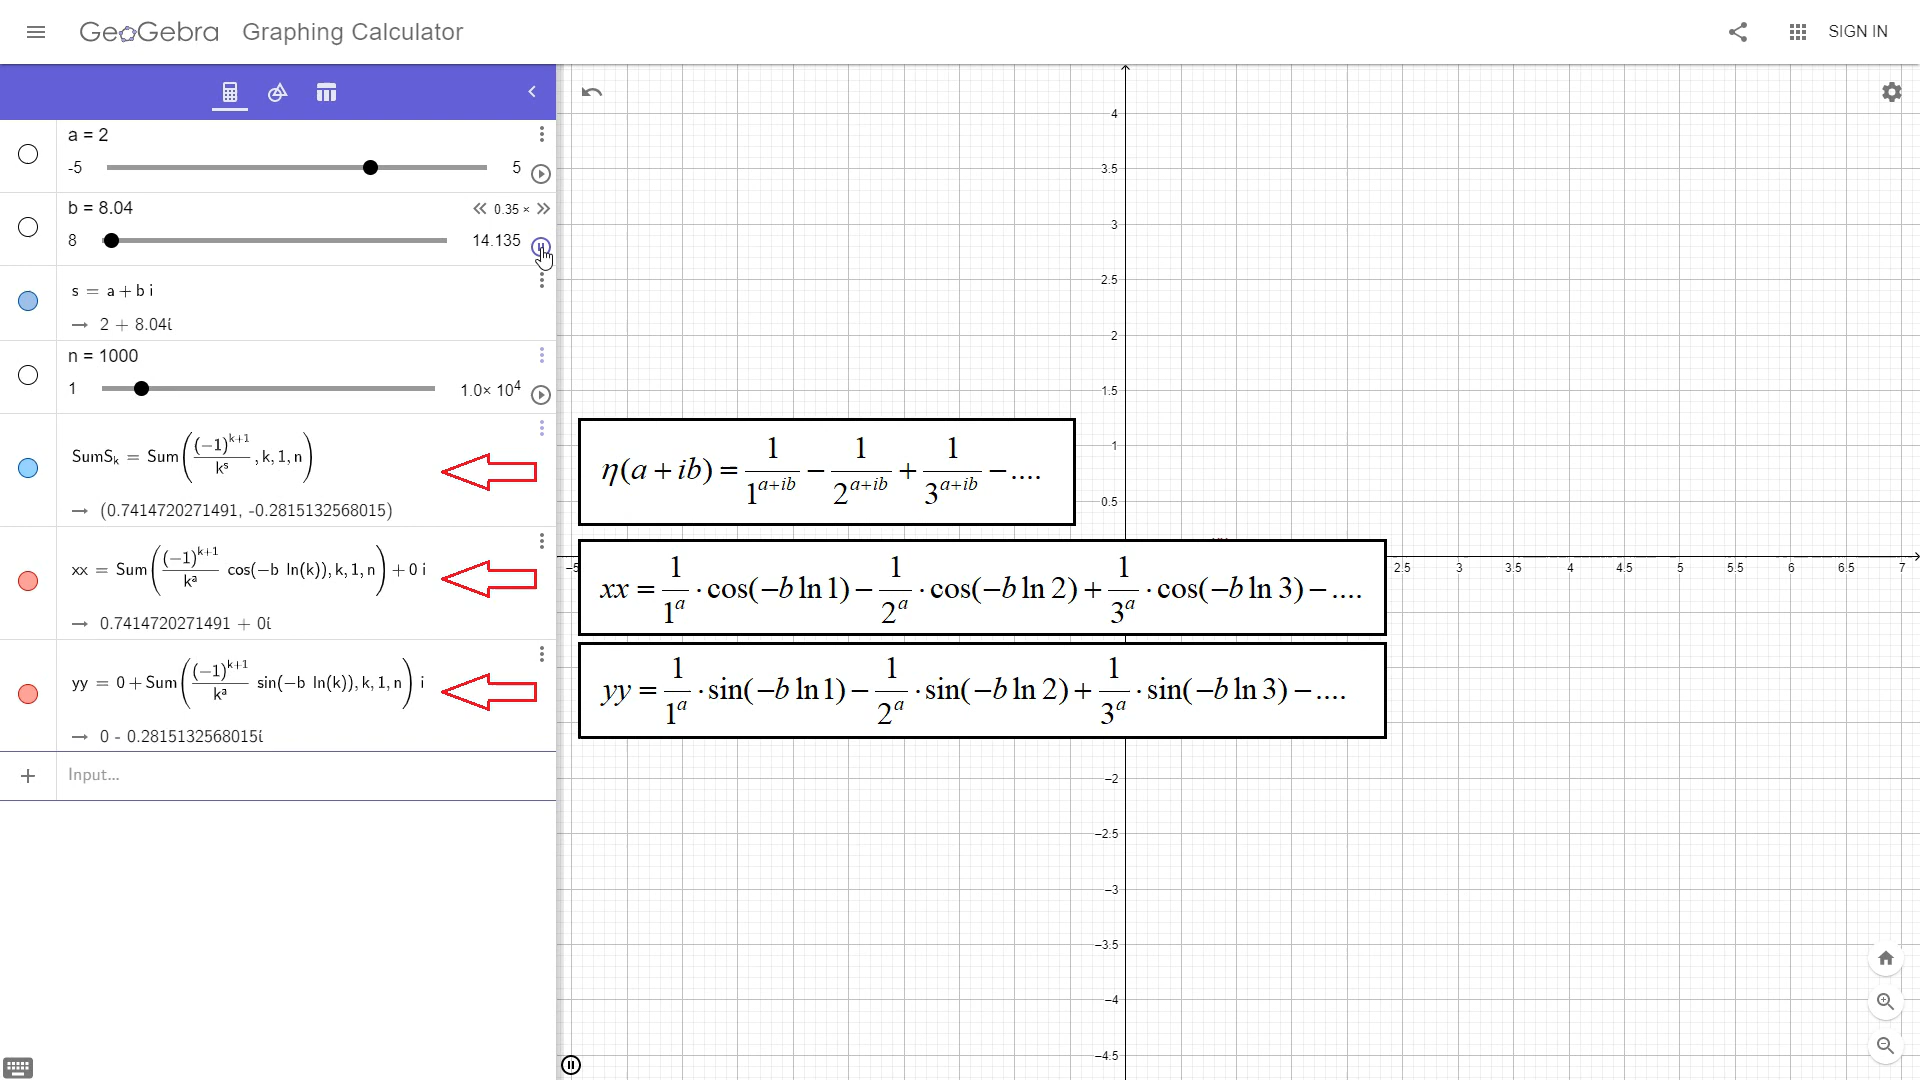 GeoGebra Graphing Calculator
SIGN IN
a = 2
-5 5
b = 8.04
0.35 ×
8 14.135
s = a + b i
→ 2 + 8.04i
n = 1000
1 1.0× 10⁴
SumSₖ = Sum((−1)^(k+1)/k^s , k, 1, n)
→ (0.7414720271491, -0.2815132568015)
xx = Sum((−1)^(k+1)/k^a cos(−b ln(k)), k, 1, n) + 0 i
→ 0.7414720271491 + 0i
yy = 0 + Sum((−1)^(k+1)/k^a sin(−b ln(k)), k, 1, n) i
→ 0 - 0.2815132568015i
+ Input...
η(a + ib) = 1/1^(a+ib) − 1/2^(a+ib) + 1/3^(a+ib) − ....
xx = 1/1^a · cos(−b ln 1) − 1/2^a · cos(−b ln 2) + 1/3^a · cos(−b ln 3) − ....
yy = 1/1^a · sin(−b ln 1) − 1/2^a · sin(−b ln 2) + 1/3^a · sin(−b ln 3) − ....
4
3.5
3
2.5
2
1.5
1
0.5
2.5 3 3.5 4 4.5 5 5.5 6 6.5 7
−2
−2.5
−3
−3.5
−4
−4.5